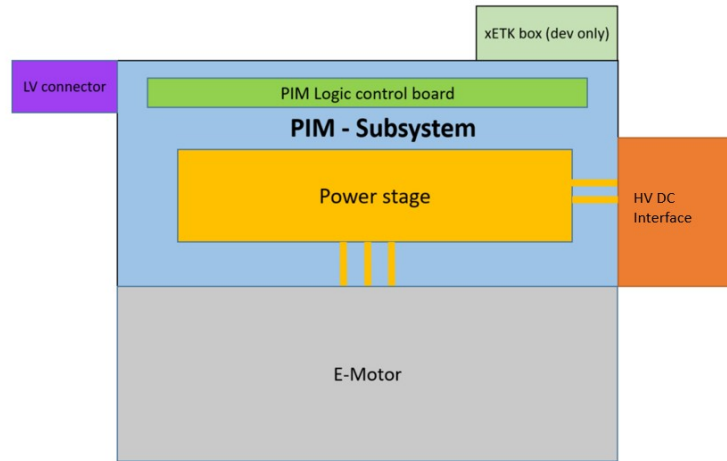 xETK box (dev only)
LV connector
PIM Logic control board
PIM - Subsystem
Power stage
HV DC
Interface
E-Motor